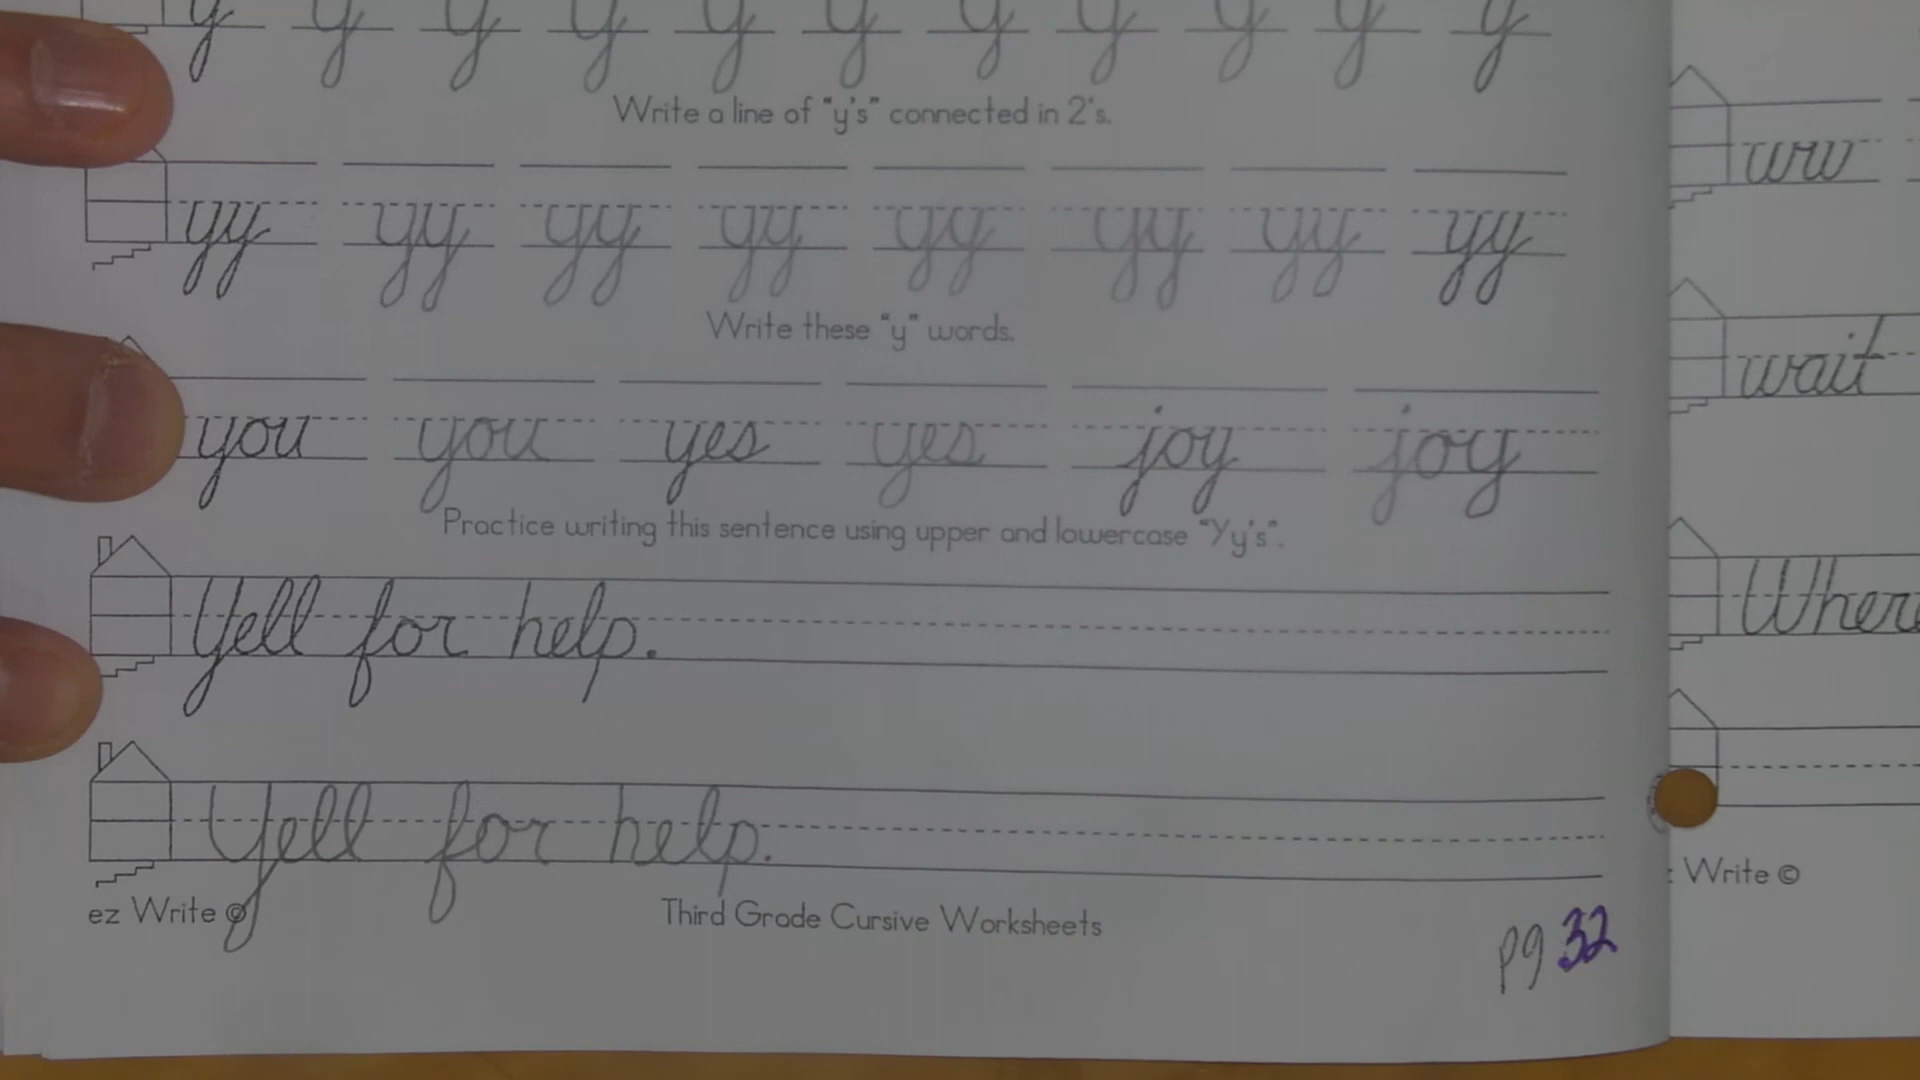 y y y y y y y y y y y
Write a line of "y's" connected in 2's.
yy yy yy yy yy yy yy yy
Write these "y" words.
you you yes yes joy joy
Practice writing this sentence using upper and lowercase "Yy's".
Yell for help.
Yell for help.
ez Write © Third Grade Cursive Worksheets
pg 32
ww
wait
Where
: Write ©